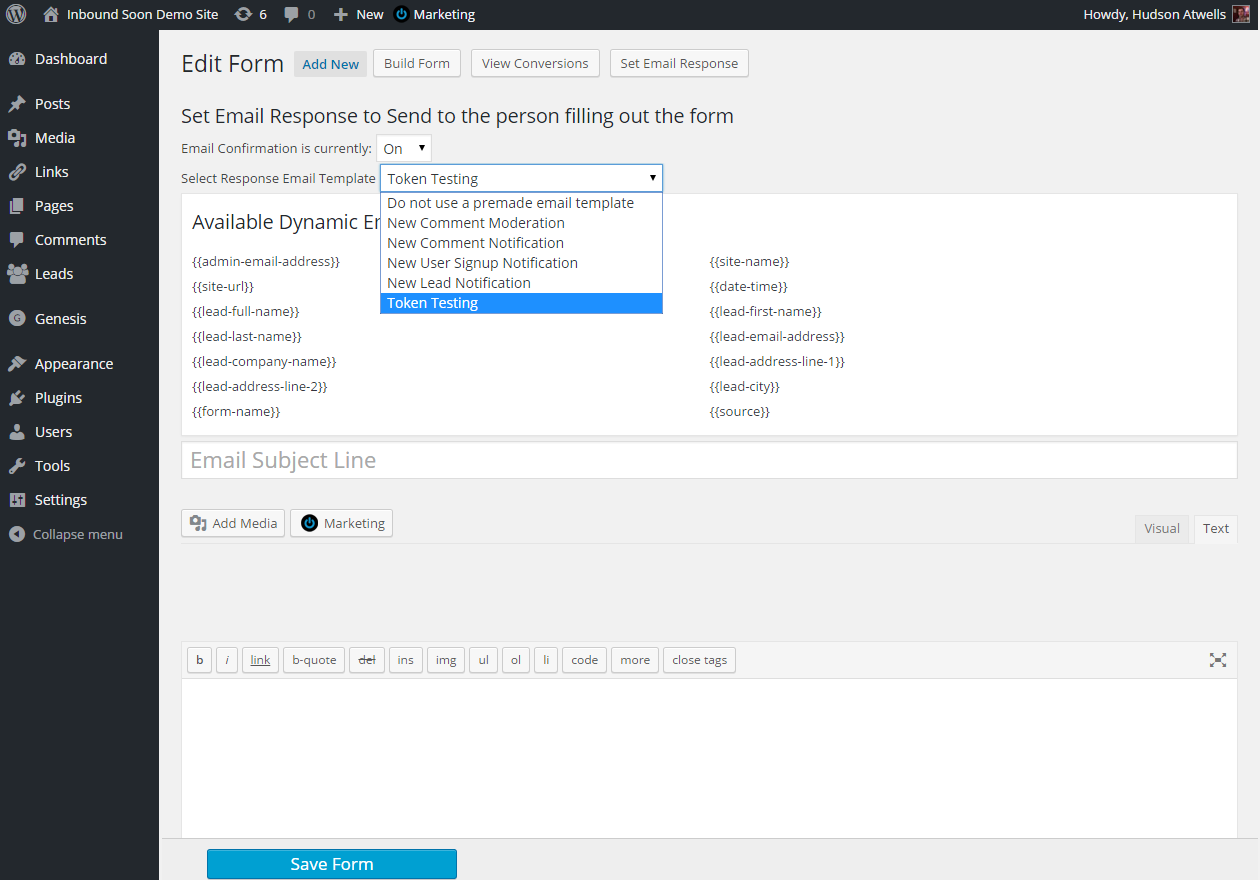 Inbound Soon Demo Site 6 0 New Marketing Howdy, Hudson Atwells
Dashboard
Posts
Media
Links
Pages
Comments
Leads
G Genesis
Appearance
Plugins
Users
Tools
Settings
Collapse menu
Edit Form Add New Build Form View Conversions Set Email Response
Set Email Response to Send to the person filling out the form
Email Confirmation is currently: On
Select Response Email Template Token Testing
Do not use a premade email template
New Comment Moderation
New Comment Notification
New User Signup Notification
New Lead Notification
Token Testing
Available Dynamic
{{admin-email-address}} {{site-name}}
{{site-url}} {{date-time}}
{{lead-full-name}} {{lead-first-name}}
{{lead-last-name}} {{lead-email-address}}
{{lead-company-name}} {{lead-address-line-1}}
{{lead-address-line-2}} {{lead-city}}
{{form-name}} {{source}}
Email Subject Line
Add Media Marketing Visual Text
b i link b-quote del ins img ul ol li code more close tags
Save Form